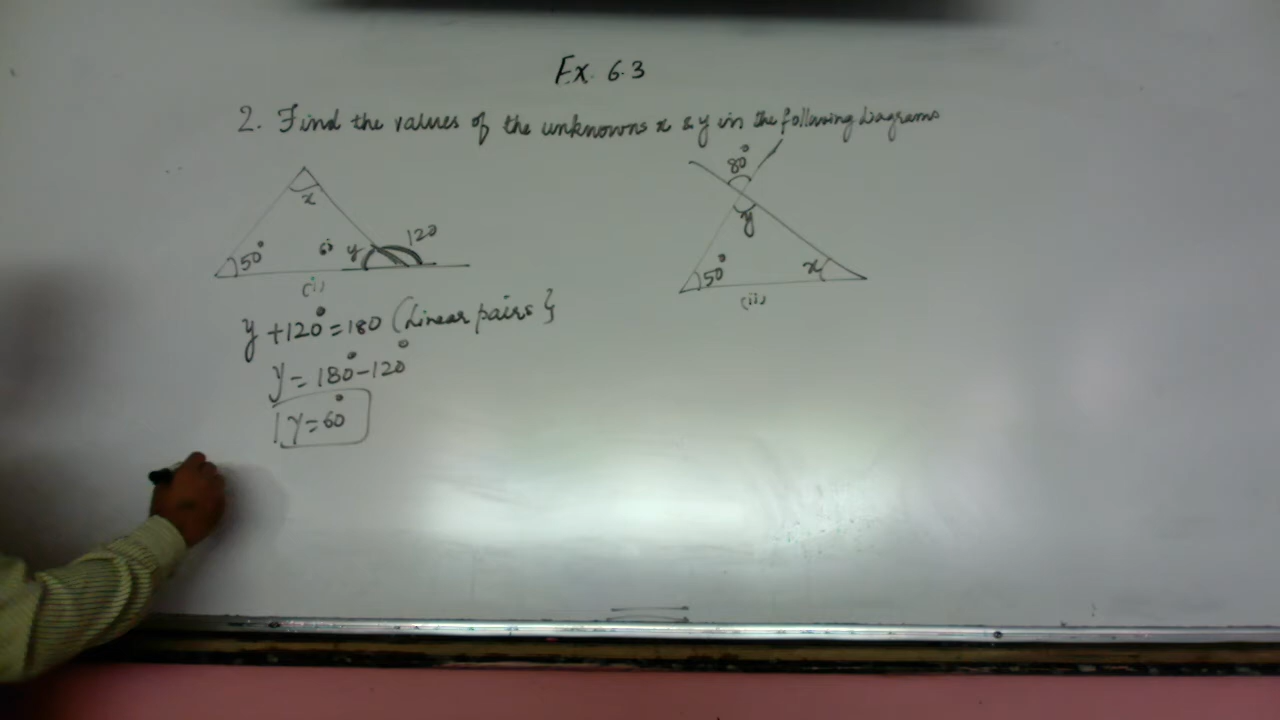 Ex. 6.3
2. Find the values of the unknowns x & y in the following diagrams
x
50°
y
120
(i)
80°
y
50°
x
(ii)
y + 120° = 180 (Linear pairs }
y = 180° - 120°
y = 60°